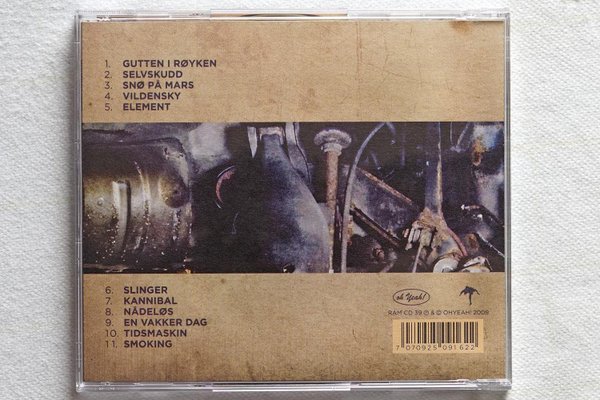 1. GUTTEN I RØYKEN
2. SELVSKUDD
3. SNØ PÅ MARS
4. VILDENSKY
5. ELEMENT
6. SLINGER
7. KANNIBAL
8. NÅDELØS
9. EN VAKKER DAG
10. TIDSMASKIN
11. SMOKING
oh Yeah!
RAM CD 39 ℗ & © OHYEAH! 2008
7 070925 091622